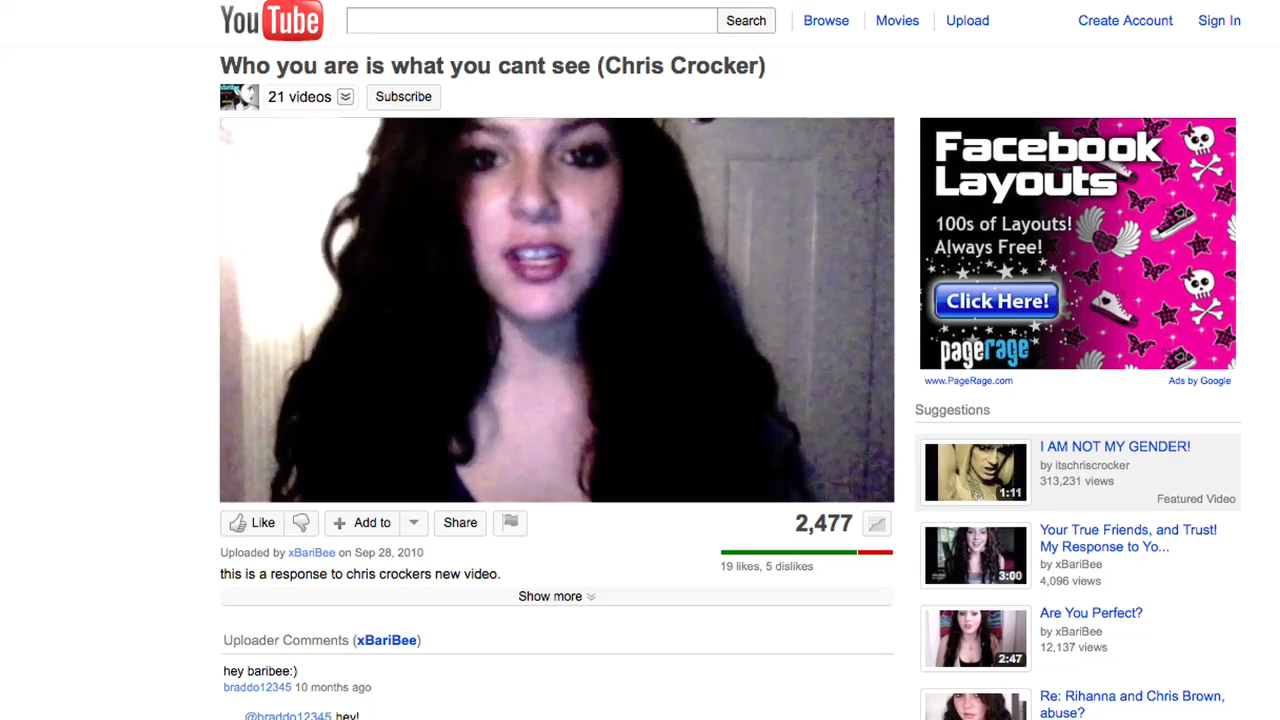 YouTube
Search
Browse
Movies
Upload
Create Account
Sign In
Who you are is what you cant see (Chris Crocker)
21 videos
Subscribe
Facebook
Layouts
100s of Layouts!
Always Free!
Click Here!
pagerage
www.PageRage.com
Ads by Google
Suggestions
I AM NOT MY GENDER!
by itschriscrocker
313,231 views
1:11
Featured Video
Like
Add to
Share
2,477
Uploaded by xBariBee on Sep 28, 2010
19 likes, 5 dislikes
this is a response to chris crockers new video.
Show more
Your True Friends, and Trust!
My Response to Yo...
by xBariBee
4,096 views
3:00
Are You Perfect?
by xBariBee
12,137 views
2:47
Uploader Comments (xBariBee)
hey baribee:)
braddo12345 10 months ago
@braddo12345 hey!
Re: Rihanna and Chris Brown,
abuse?